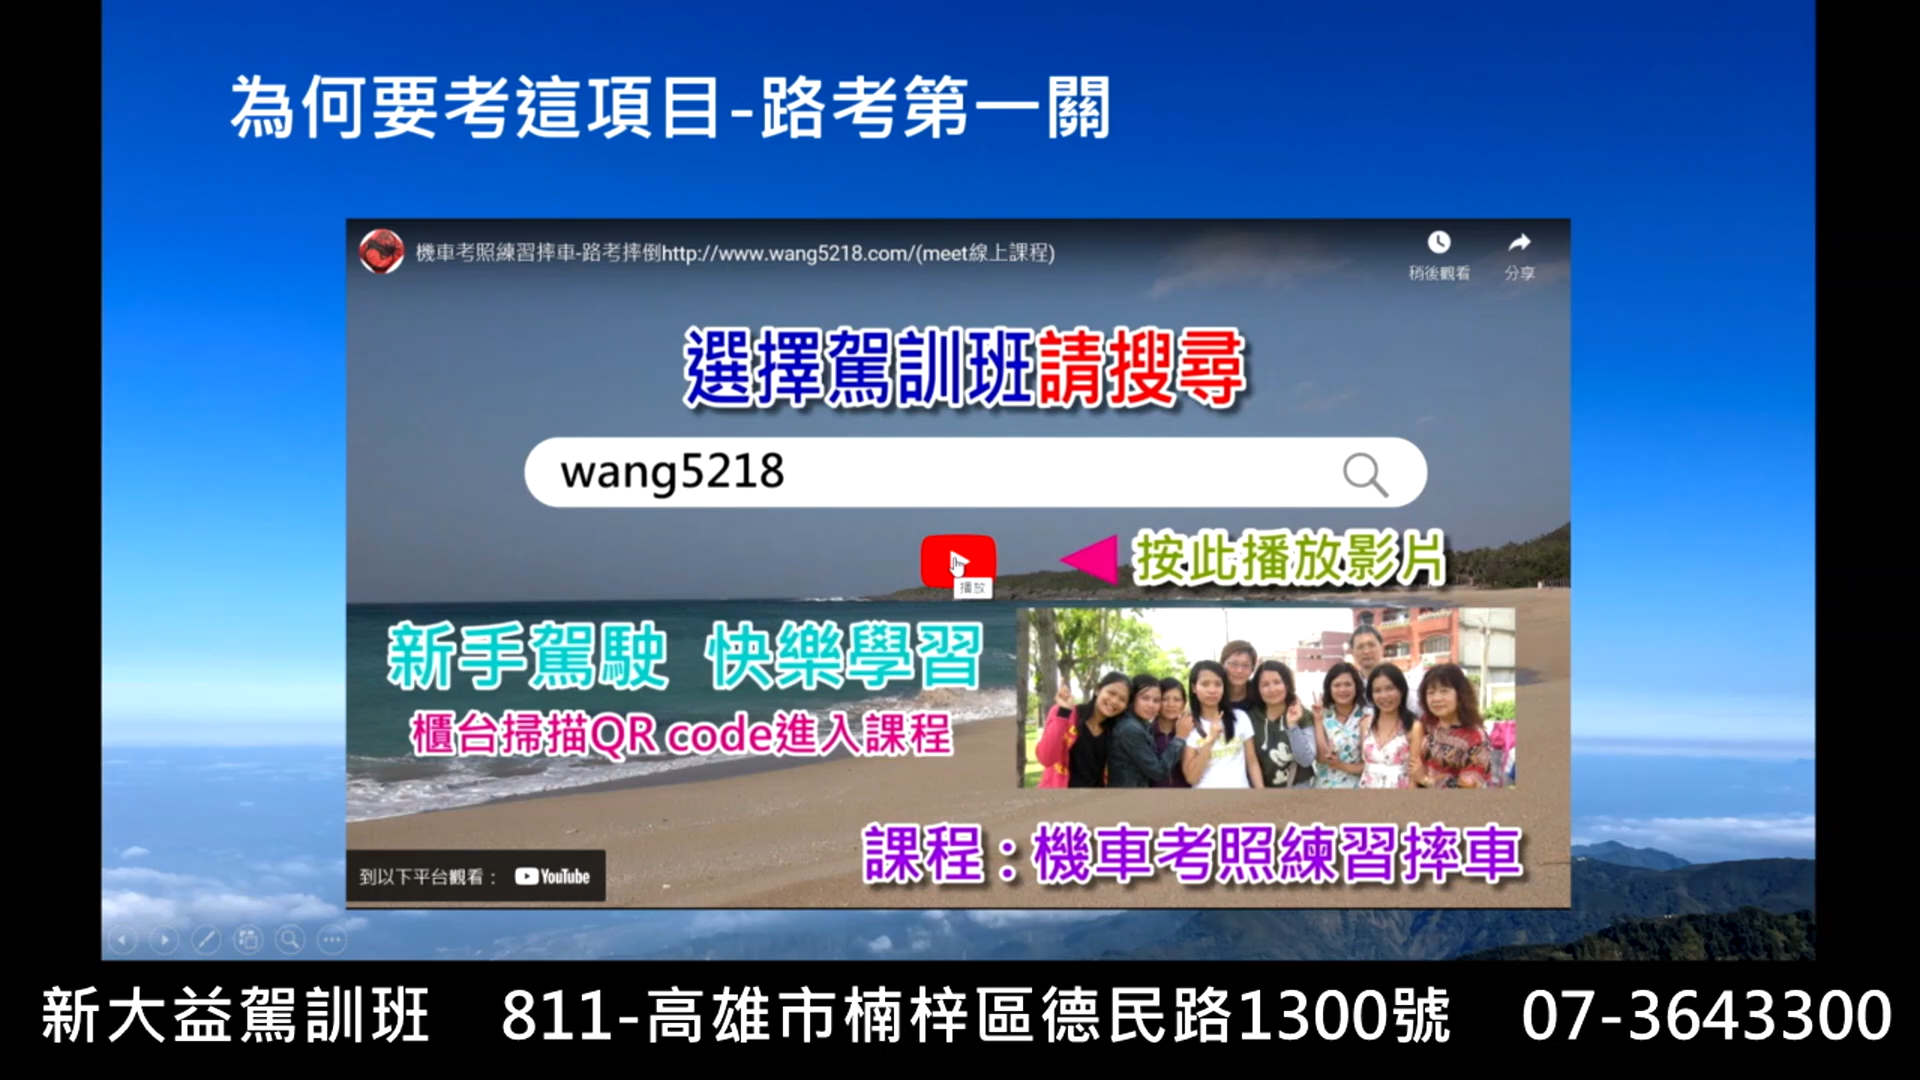 為何要考這項目-路考第一關
機車考照練習摔車-路考摔倒http://www.wang5218.com/(meet線上課程)
稍後觀看
分享
選擇駕訓班請搜尋
wang5218
按此播放影片
播放
新手駕駛 快樂學習
櫃台掃描QR code進入課程
課程：機車考照練習摔車
到以下平台觀看： YouTube
新大益駕訓班 811-高雄市楠梓區德民路1300號 07-3643300